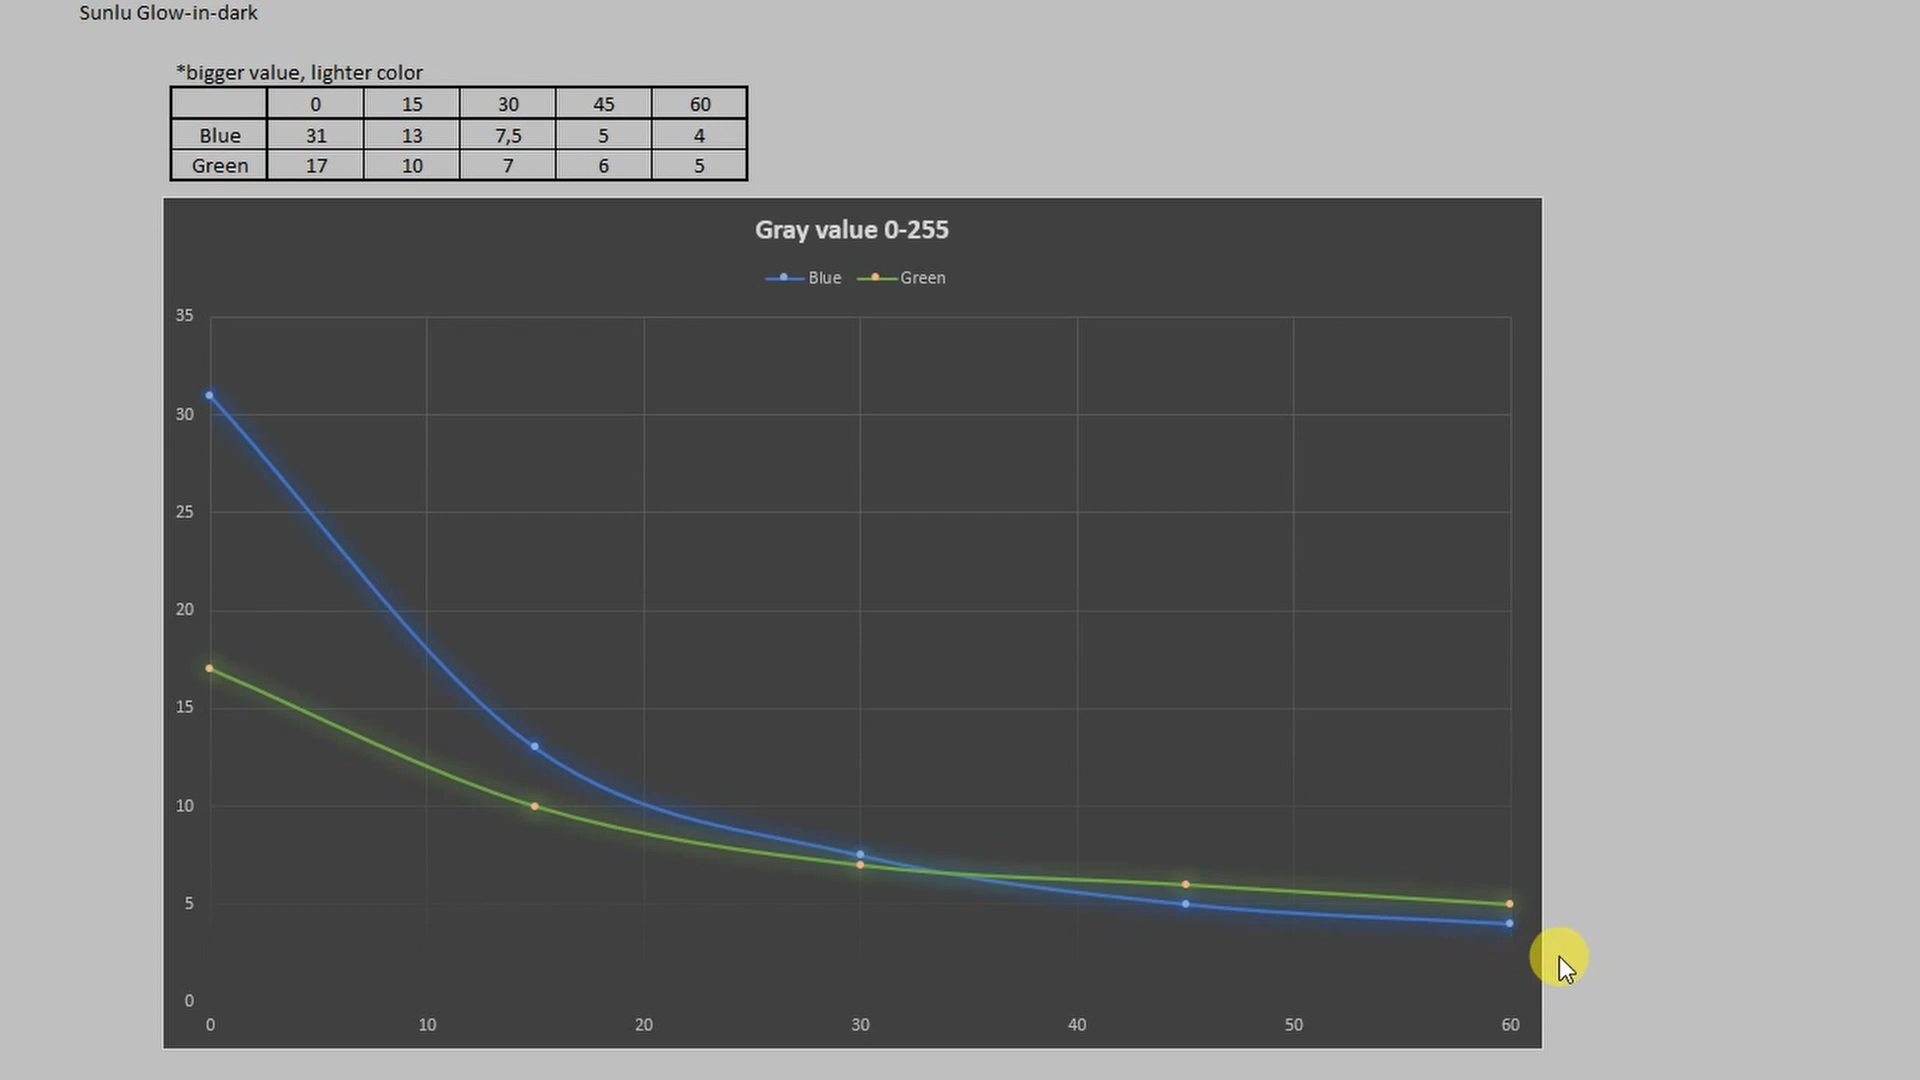 Sunlu Glow-in-dark
*bigger value, lighter color
0 15 30 45 60
Blue 31 13 7,5 5 4
Green 17 10 7 6 5
Gray value 0-255
Blue Green
35
30
25
20
15
10
5
0
0 10 20 30 40 50 60